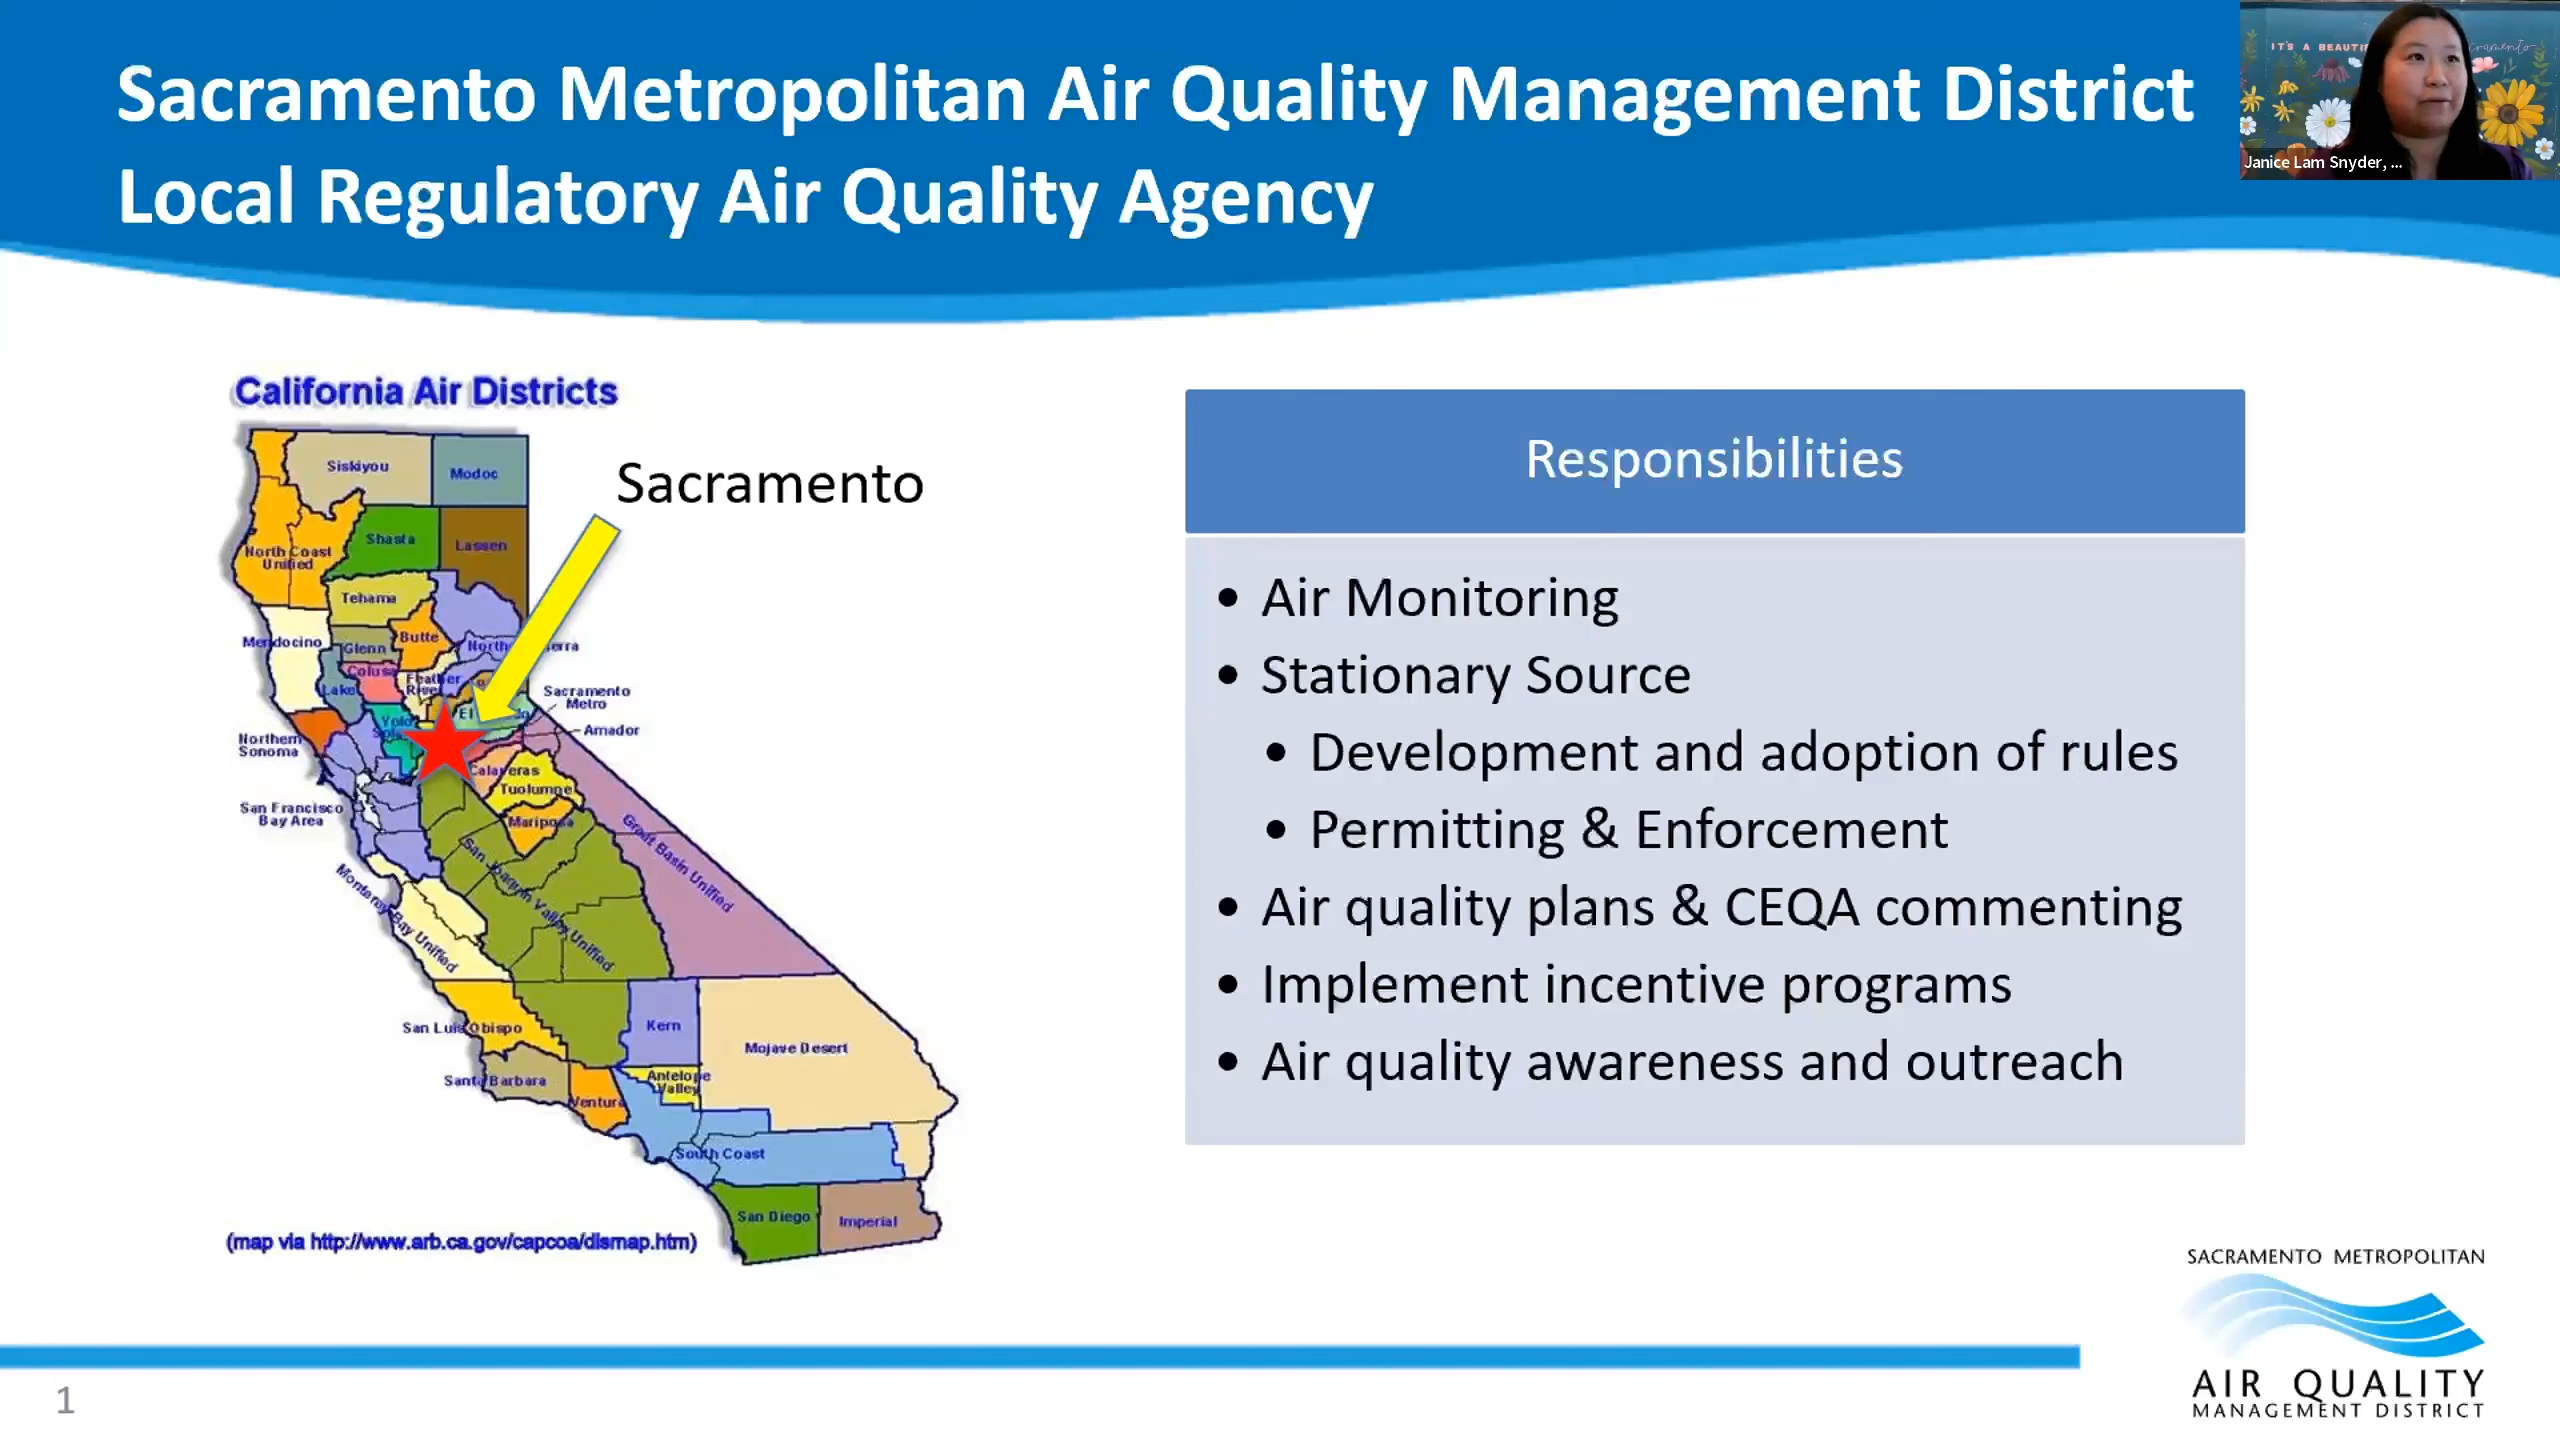 Sacramento Metropolitan Air Quality Management District
Local Regulatory Air Quality Agency
IT'S A BEAUTI
Janice Lam Snyder, ...
California Air Districts
Sacramento
Siskiyou
Modoc
Shasta
Lassen
North Coast
Unified
Tehama
Butte
Mendocino
Glenn
North
erra
Colusa
Feather
River
Lake
Sacramento
Metro
Yolo
El
Amador
Northern
Sonoma
Calaveras
Tuolumne
San Francisco
Bay Area
Mariposa
Great Basin Unified
San Joaquin Valley Unified
Monterey Bay Unified
San Luis Obispo
Kern
Mojave Desert
Santa Barbara
Antelope
Valley
Ventura
South Coast
San Diego
Imperial
(map via http://www.arb.ca.gov/capcoa/dismap.htm)
Responsibilities
• Air Monitoring
• Stationary Source
• Development and adoption of rules
• Permitting & Enforcement
• Air quality plans & CEQA commenting
• Implement incentive programs
• Air quality awareness and outreach
SACRAMENTO METROPOLITAN
AIR QUALITY
MANAGEMENT DISTRICT
1